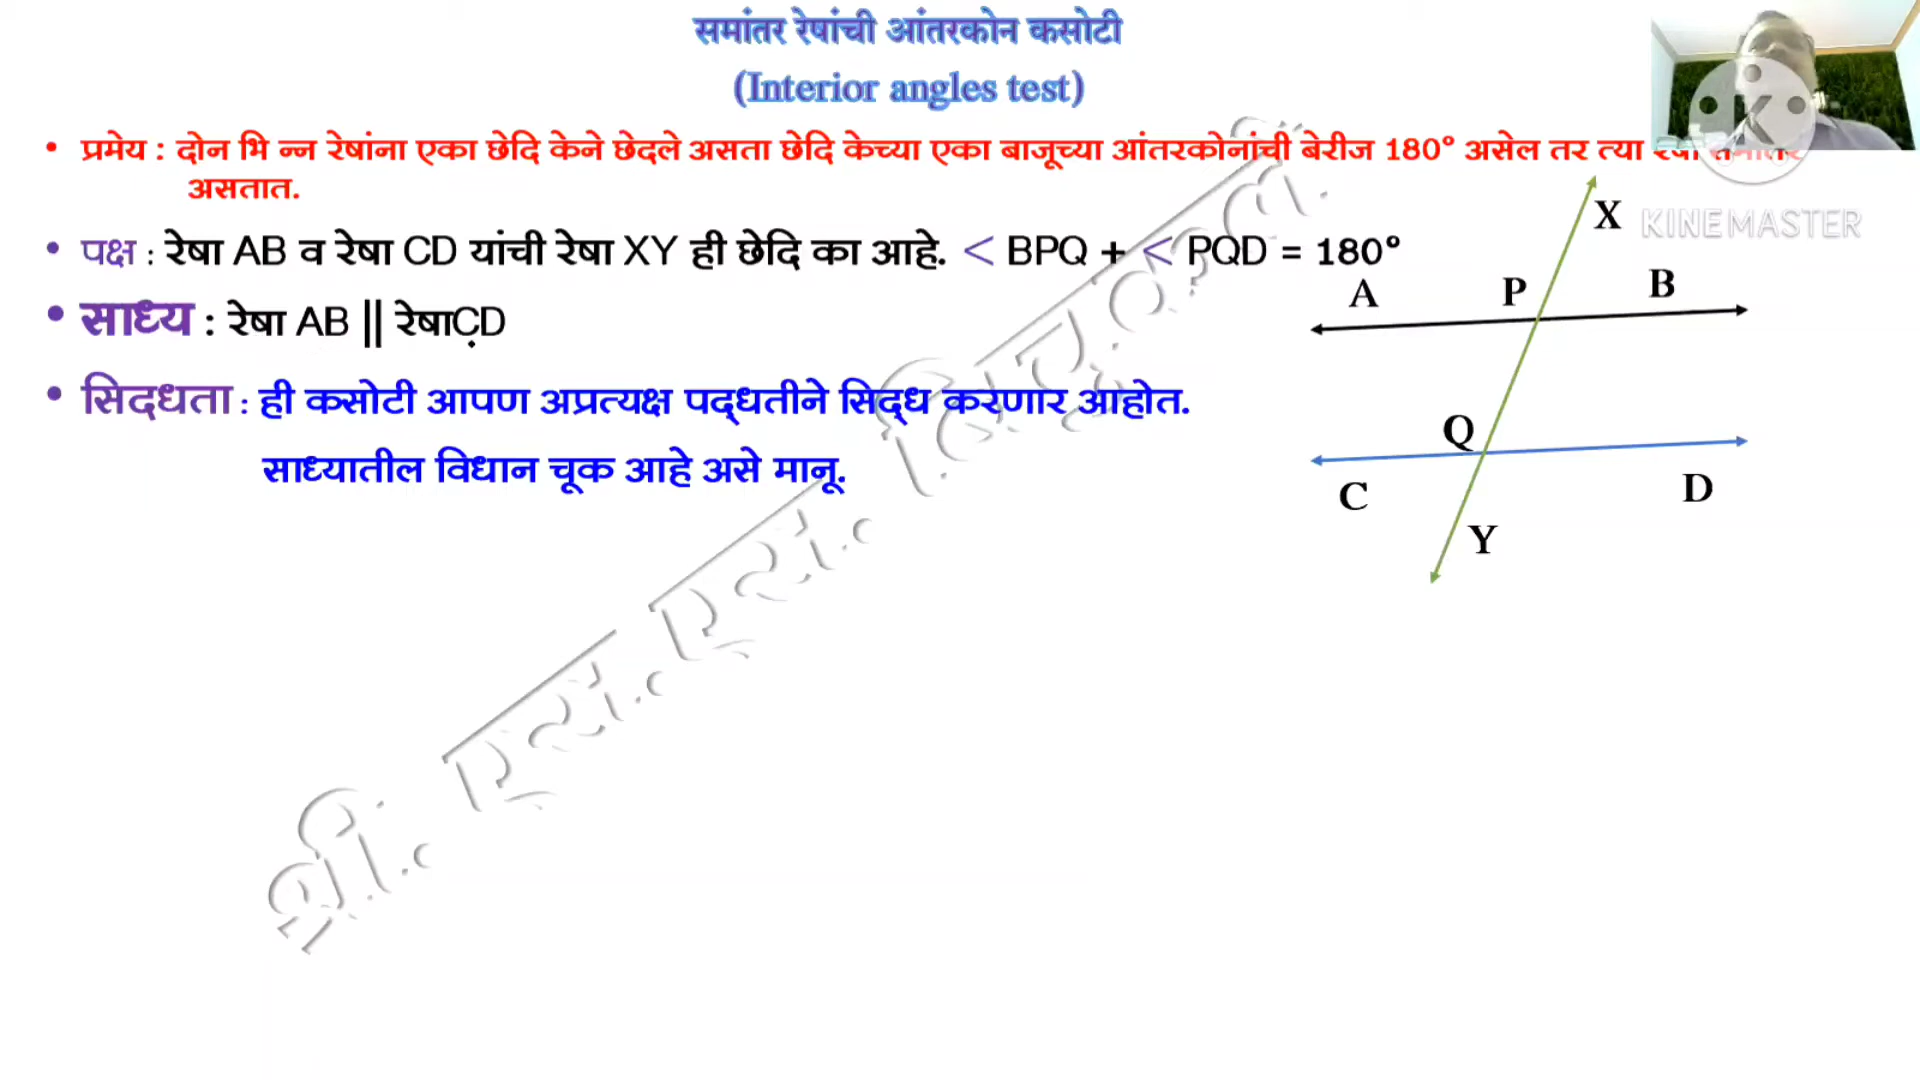 समांतर रेषांची आंतरकोन कसोटी
(Interior angles test)
• प्रमेय : दोन भि न्न रेषांना एका छेदि केने छेदले असता छेदि केच्या एका बाजूच्या आंतरकोनांची बेरीज 180° असेल तर त्या
असतात.
• पक्ष : रेषा AB व रेषा CD यांची रेषा XY ही छेदि का आहे. < BPQ + < PQD = 180°
• साध्य : रेषा AB || रेषाCD
• सिद्धता : ही कसोटी आपण अप्रत्यक्ष पद्धतीने सिद्ध करणार आहोत.
साध्यातील विधान चूक आहे असे मानू.
X
KINEMASTER
K
A P B
Q
C D
Y
श्री. एस. एस.